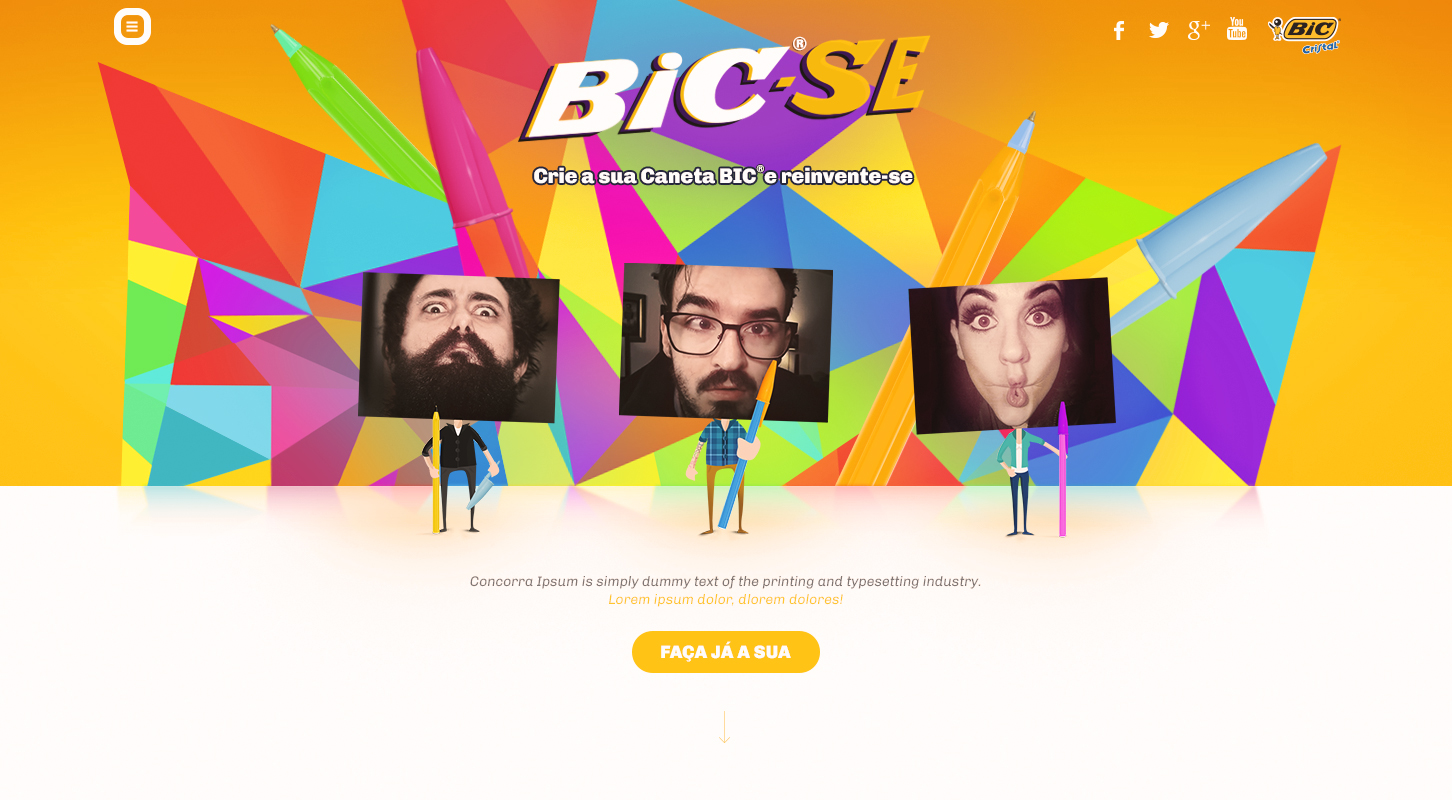 You
Tube
BiC
Cristal
BiC®-SE
Crie a sua Caneta BIC® e reinvente-se
Concorra Ipsum is simply dummy text of the printing and typesetting industry.
Lorem ipsum dolor, dlorem dolores!
FAÇA JÁ A SUA